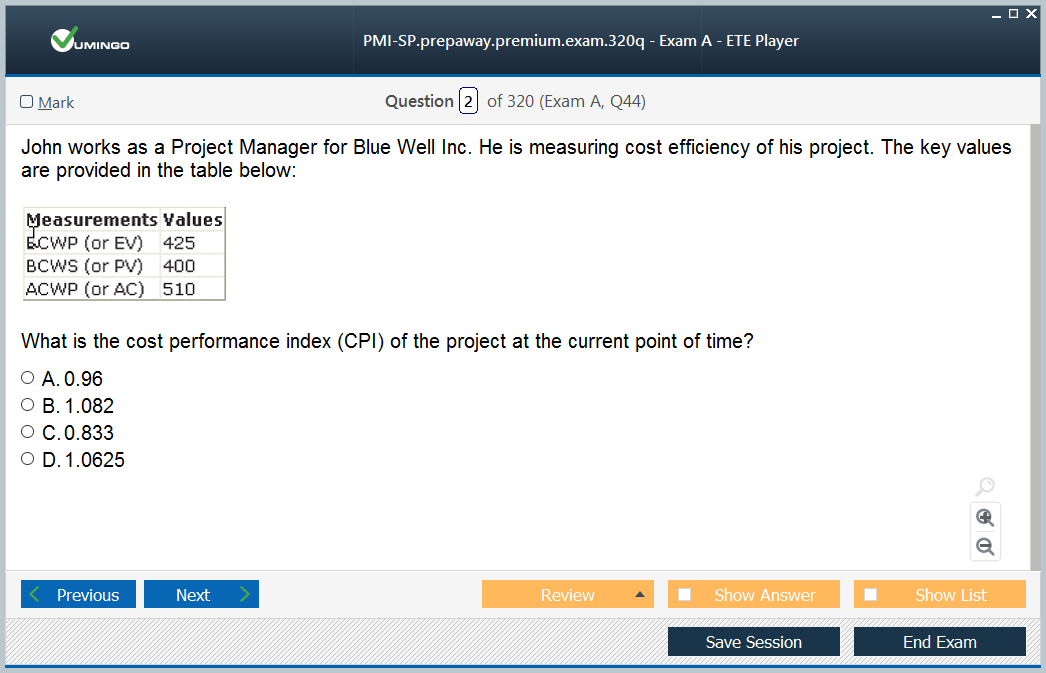 VUMINGO
PMI-SP.prepaway.premium.exam.320q - Exam A - ETE Player
Mark
Question 2 of 320 (Exam A, Q44)
John works as a Project Manager for Blue Well Inc. He is measuring cost efficiency of his project. The key values
are provided in the table below:
Measurements Values
BCWP (or EV) 425
BCWS (or PV) 400
ACWP (or AC) 510
What is the cost performance index (CPI) of the project at the current point of time?
A. 0.96
B. 1.082
C. 0.833
D. 1.0625
Previous Next Review Show Answer Show List
Save Session End Exam